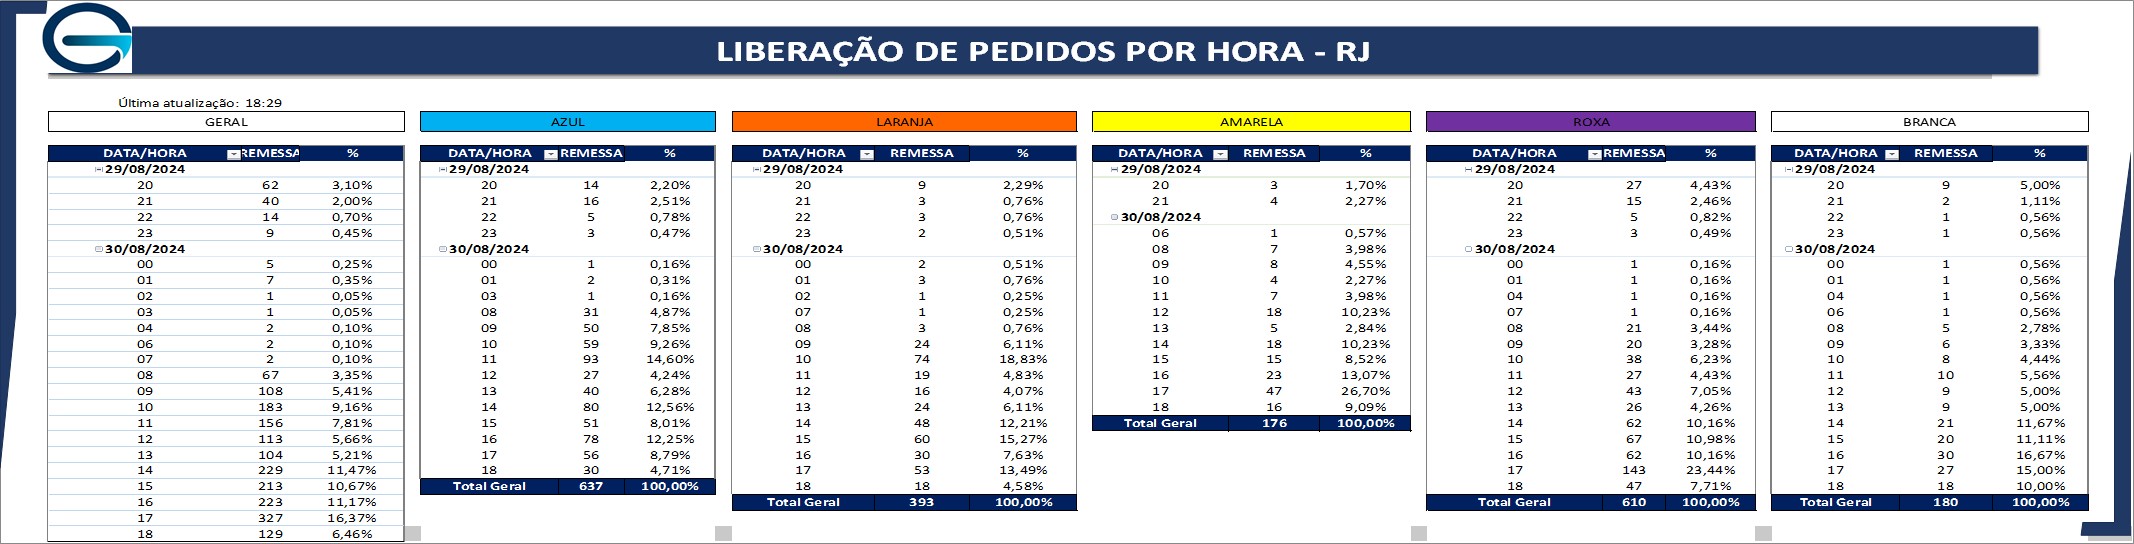 LIBERAÇÃO DE PEDIDOS POR HORA - RJ
Última atualização: 18:29
GERAL
DATA/HORA REMESSA %
29/08/2024
20 62 3,10%
21 40 2,00%
22 14 0,70%
23 9 0,45%
30/08/2024
00 5 0,25%
01 7 0,35%
02 1 0,05%
03 1 0,05%
04 2 0,10%
06 2 0,10%
07 2 0,10%
08 67 3,35%
09 108 5,41%
10 183 9,16%
11 156 7,81%
12 113 5,66%
13 104 5,21%
14 229 11,47%
15 213 10,67%
16 223 11,17%
17 327 16,37%
18 129 6,46%
AZUL
DATA/HORA REMESSA %
29/08/2024
20 14 2,20%
21 16 2,51%
22 5 0,78%
23 3 0,47%
30/08/2024
00 1 0,16%
01 2 0,31%
03 1 0,16%
08 31 4,87%
09 50 7,85%
10 59 9,26%
11 93 14,60%
12 27 4,24%
13 40 6,28%
14 80 12,56%
15 51 8,01%
16 78 12,25%
17 56 8,79%
18 30 4,71%
Total Geral 637 100,00%
LARANJA
DATA/HORA REMESSA %
29/08/2024
20 9 2,29%
21 3 0,76%
22 3 0,76%
23 2 0,51%
30/08/2024
00 2 0,51%
01 3 0,76%
02 1 0,25%
07 1 0,25%
08 3 0,76%
09 24 6,11%
10 74 18,83%
11 19 4,83%
12 16 4,07%
13 24 6,11%
14 48 12,21%
15 60 15,27%
16 30 7,63%
17 53 13,49%
18 18 4,58%
Total Geral 393 100,00%
AMARELA
DATA/HORA REMESSA %
29/08/2024
20 3 1,70%
21 4 2,27%
30/08/2024
06 1 0,57%
08 7 3,98%
09 8 4,55%
10 4 2,27%
11 7 3,98%
12 18 10,23%
13 5 2,84%
14 18 10,23%
15 15 8,52%
16 23 13,07%
17 47 26,70%
18 16 9,09%
Total Geral 176 100,00%
ROXA
DATA/HORA REMESSA %
29/08/2024
20 27 4,43%
21 15 2,46%
22 5 0,82%
23 3 0,49%
30/08/2024
00 1 0,16%
01 1 0,16%
04 1 0,16%
07 1 0,16%
08 21 3,44%
09 20 3,28%
10 38 6,23%
11 27 4,43%
12 43 7,05%
13 26 4,26%
14 62 10,16%
15 67 10,98%
16 62 10,16%
17 143 23,44%
18 47 7,71%
Total Geral 610 100,00%
BRANCA
DATA/HORA REMESSA %
29/08/2024
20 9 5,00%
21 2 1,11%
22 1 0,56%
23 1 0,56%
30/08/2024
00 1 0,56%
01 1 0,56%
04 1 0,56%
06 1 0,56%
08 5 2,78%
09 6 3,33%
10 8 4,44%
11 10 5,56%
12 9 5,00%
13 9 5,00%
14 21 11,67%
15 20 11,11%
16 30 16,67%
17 27 15,00%
18 18 10,00%
Total Geral 180 100,00%